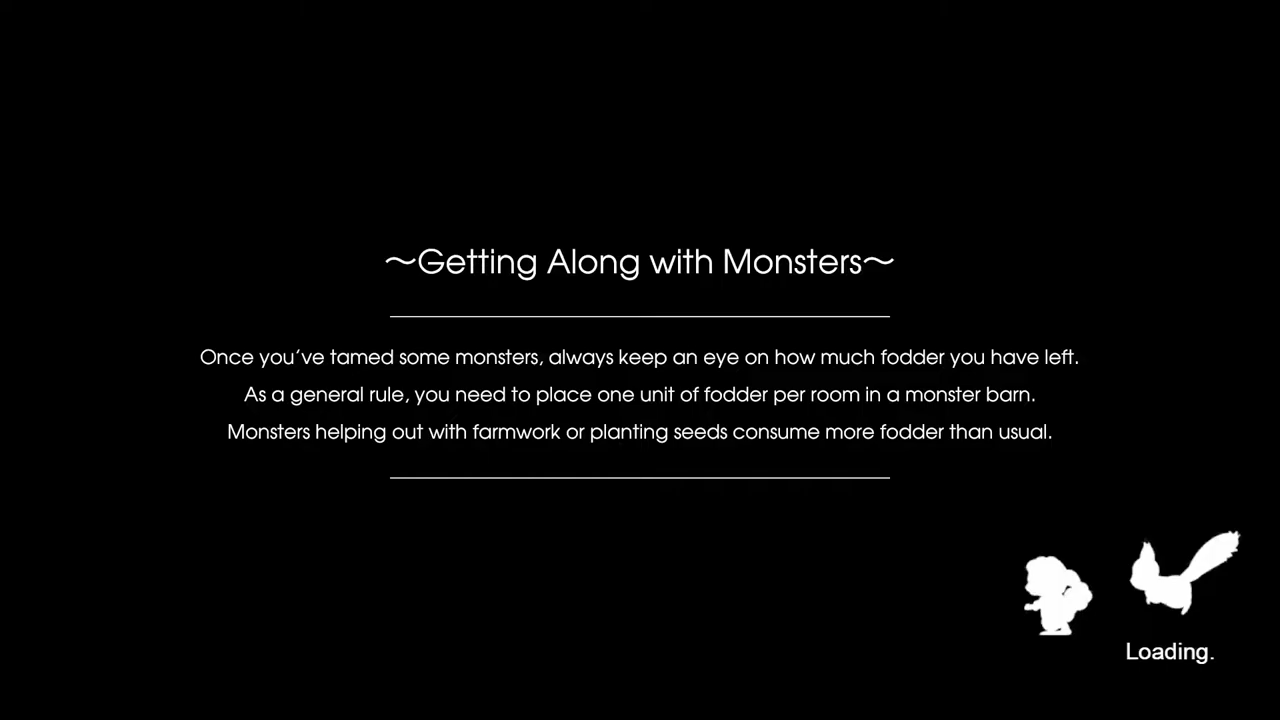 ～Getting Along with Monsters～
Once you've tamed some monsters, always keep an eye on how much fodder you have left.
As a general rule, you need to place one unit of fodder per room in a monster barn.
Monsters helping out with farmwork or planting seeds consume more fodder than usual.
Loading.